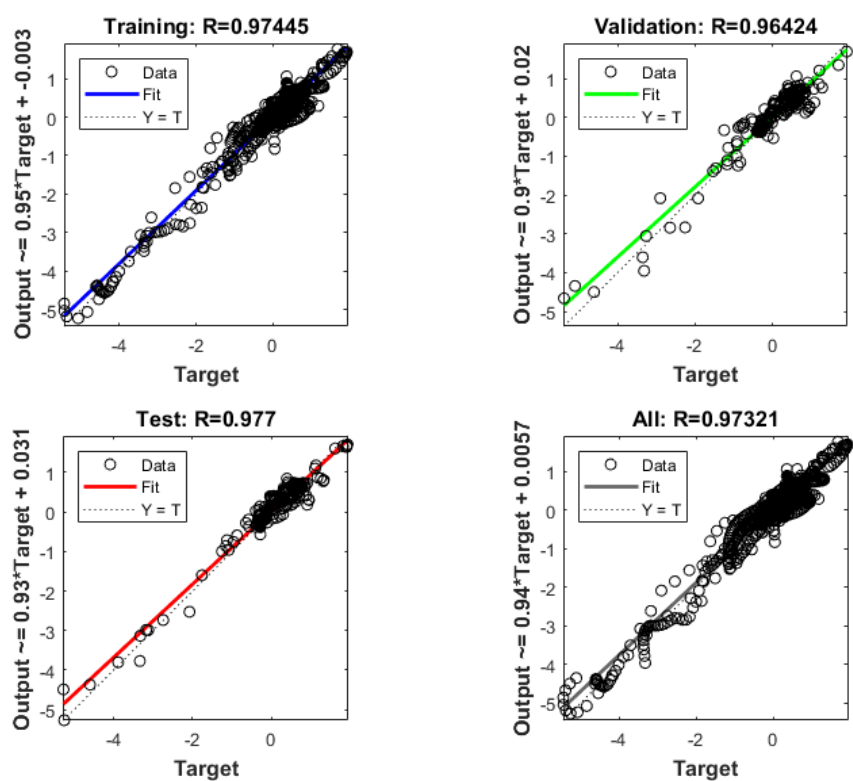 Training: R=0.97445
Output ~= 0.95*Target + -0.003
Data
Fit
Y = T
1
0
-1
-2
-3
-4
-5
-4
-2
0
Target
Validation: R=0.96424
Output ~= 0.9*Target + 0.02
Data
Fit
Y = T
1
0
-1
-2
-3
-4
-5
-4
-2
0
Target
Test: R=0.977
Output ~= 0.93*Target + 0.031
Data
Fit
Y = T
1
0
-1
-2
-3
-4
-5
-4
-2
0
Target
All: R=0.97321
Output ~= 0.94*Target + 0.0057
Data
Fit
Y = T
1
0
-1
-2
-3
-4
-5
-4
-2
0
Target